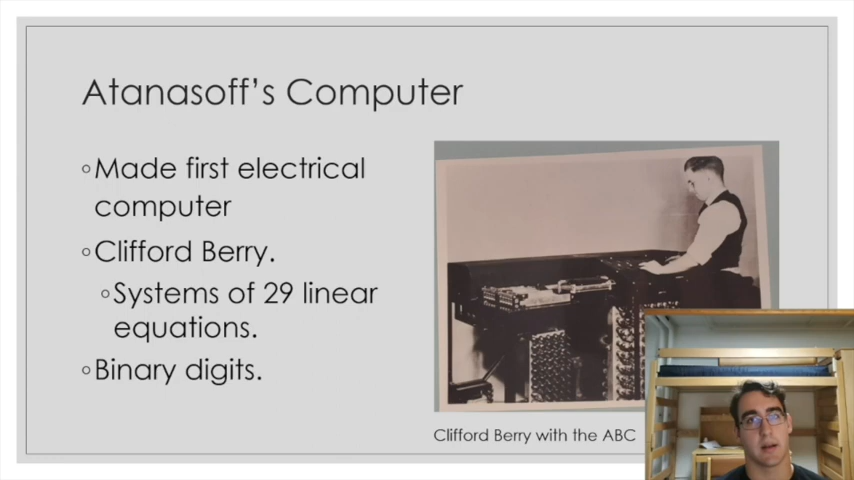 Atanasoff's Computer
◦Made first electrical
computer
◦Clifford Berry.
◦Systems of 29 linear
equations.
◦Binary digits.
Clifford Berry with the ABC